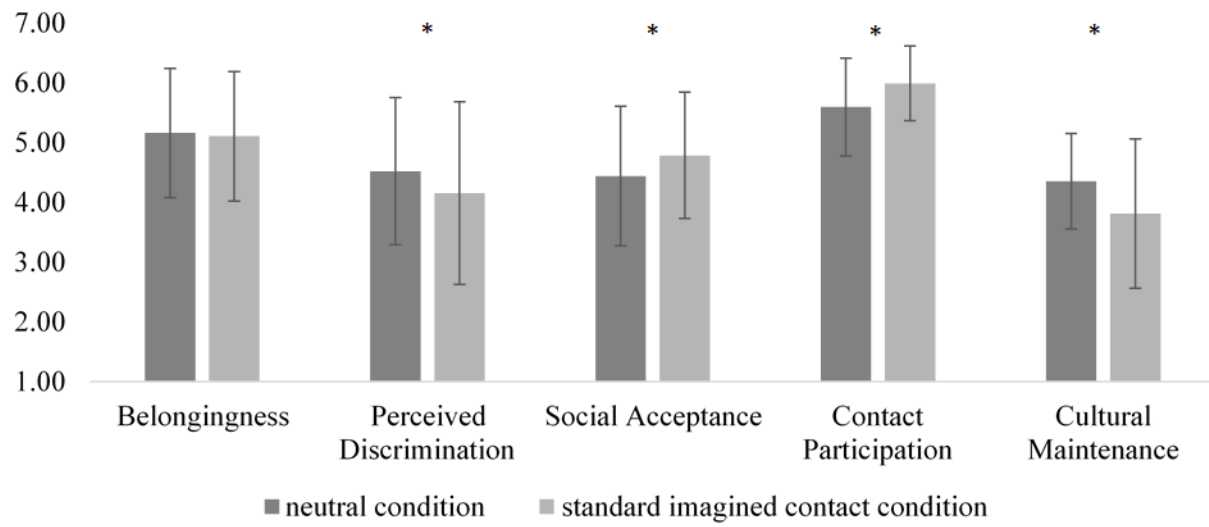 7.00
6.00
5.00
4.00
3.00
2.00
1.00
* * * *
Belongingness
Perceived
Discrimination
Social Acceptance
Contact
Participation
Cultural
Maintenance
neutral condition
standard imagined contact condition